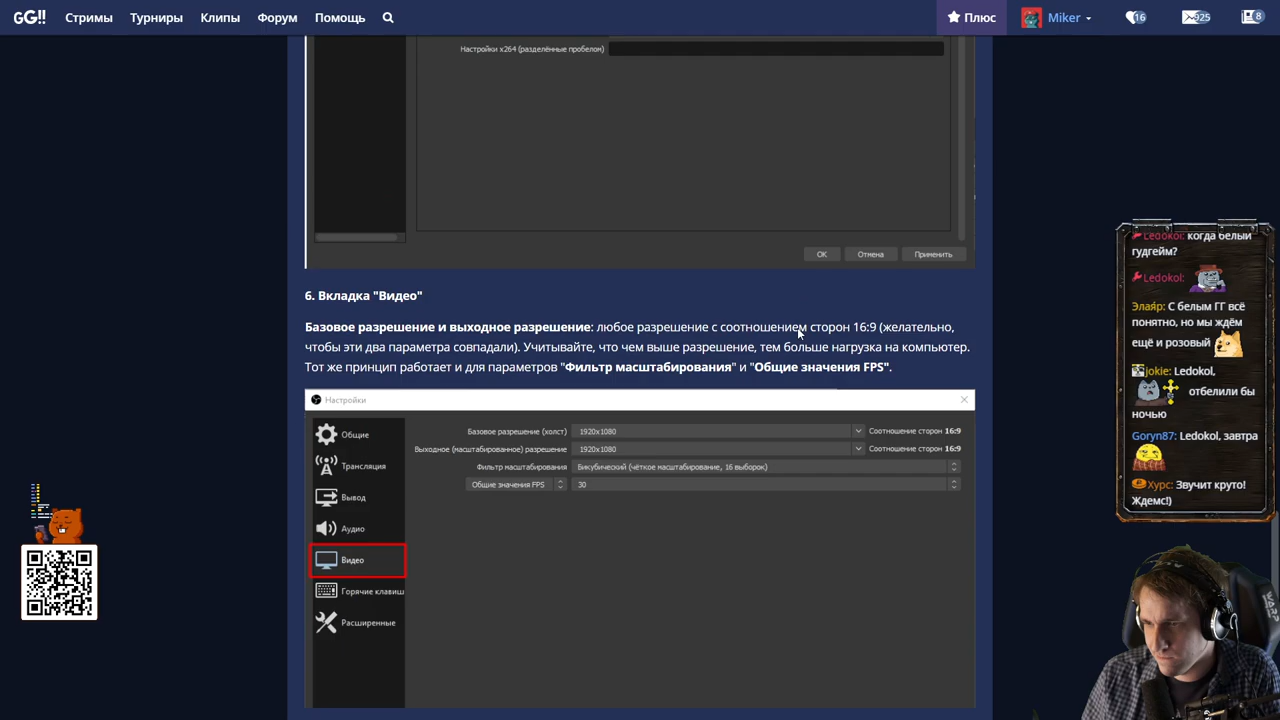 GG!! Стримы Турниры Клипы Форум Помощь Плюс Miker 16 925 8
Настройки x264 (разделённые пробелом)
ОК Отмена Применить
6. Вкладка "Видео"
Базовое разрешение и выходное разрешение: любое разрешение с соотношением сторон 16:9 (желательно,
чтобы эти два параметра совпадали). Учитывайте, что чем выше разрешение, тем больше нагрузка на компьютер.
Тот же принцип работает и для параметров "Фильтр масштабирования" и "Общие значения FPS".
Настройки
Общие
Трансляция
Вывод
Аудио
Видео
Горячие клавиш
Расширенные
Базовое разрешение (холст) 1920x1080 Соотношение сторон 16:9
Выходное (масштабированное) разрешение 1920x1080 Соотношение сторон 16:9
Фильтр масштабирования Бикубический (чёткое масштабирование, 16 выборок)
Общие значения FPS 30
Ledokol: когда белый
гудгейм?
Ledokol:
Элаяр: С белым ГГ всё
понятно, но мы ждём
ещё и розовый
Jokie: Ledokol,
отбелили бы
ночью
Goryn87: Ledokol, завтра
Хурс: Звучит круто!
Ждемс!)